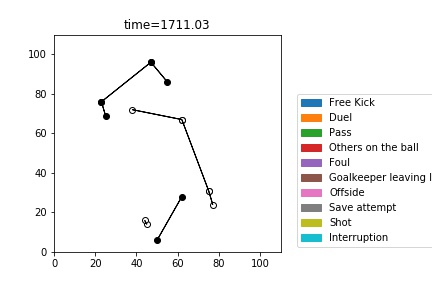 time=1711.03
100
80
60
40
20
0
0 20 40 60 80 100
Free Kick
Duel
Pass
Others on the ball
Foul
Goalkeeper leaving l
Offside
Save attempt
Shot
Interruption